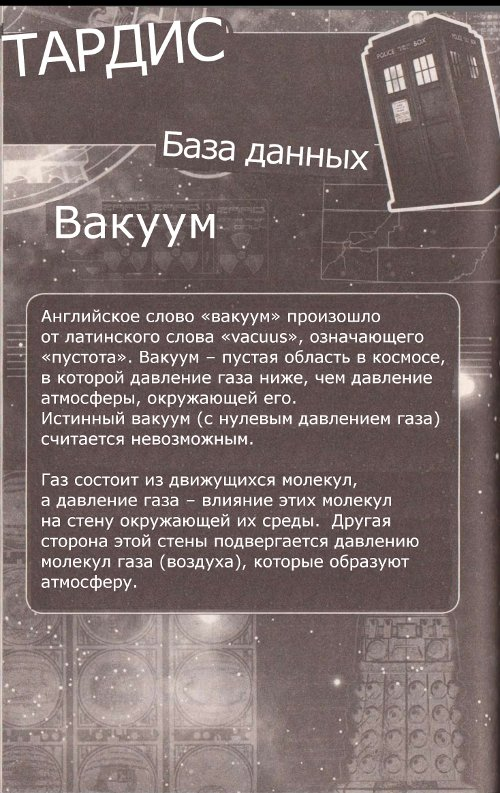 ТАРДИС
POLICE BOX
База данных
Вакуум
Английское слово «вакуум» произошло
от латинского слова «vacuus», означающего
«пустота». Вакуум – пустая область в космосе,
в которой давление газа ниже, чем давление
атмосферы, окружающей его.
Истинный вакуум (с нулевым давлением газа)
считается невозможным.
Газ состоит из движущихся молекул,
а давление газа – влияние этих молекул
на стену окружающей их среды. Другая
сторона этой стены подвергается давлению
молекул газа (воздуха), которые образуют
атмосферу.